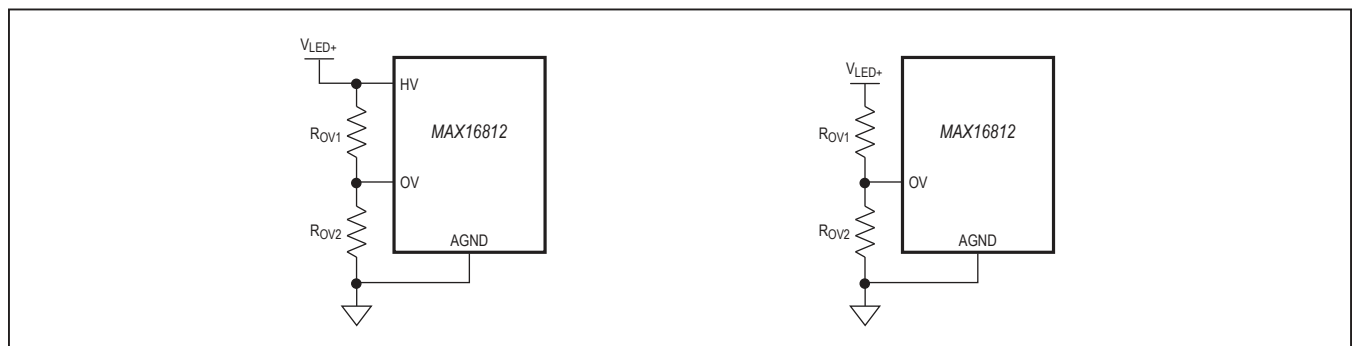 VLED+
HV
ROV1
MAX16812
OV
ROV2
AGND
VLED+
ROV1
MAX16812
OV
ROV2
AGND